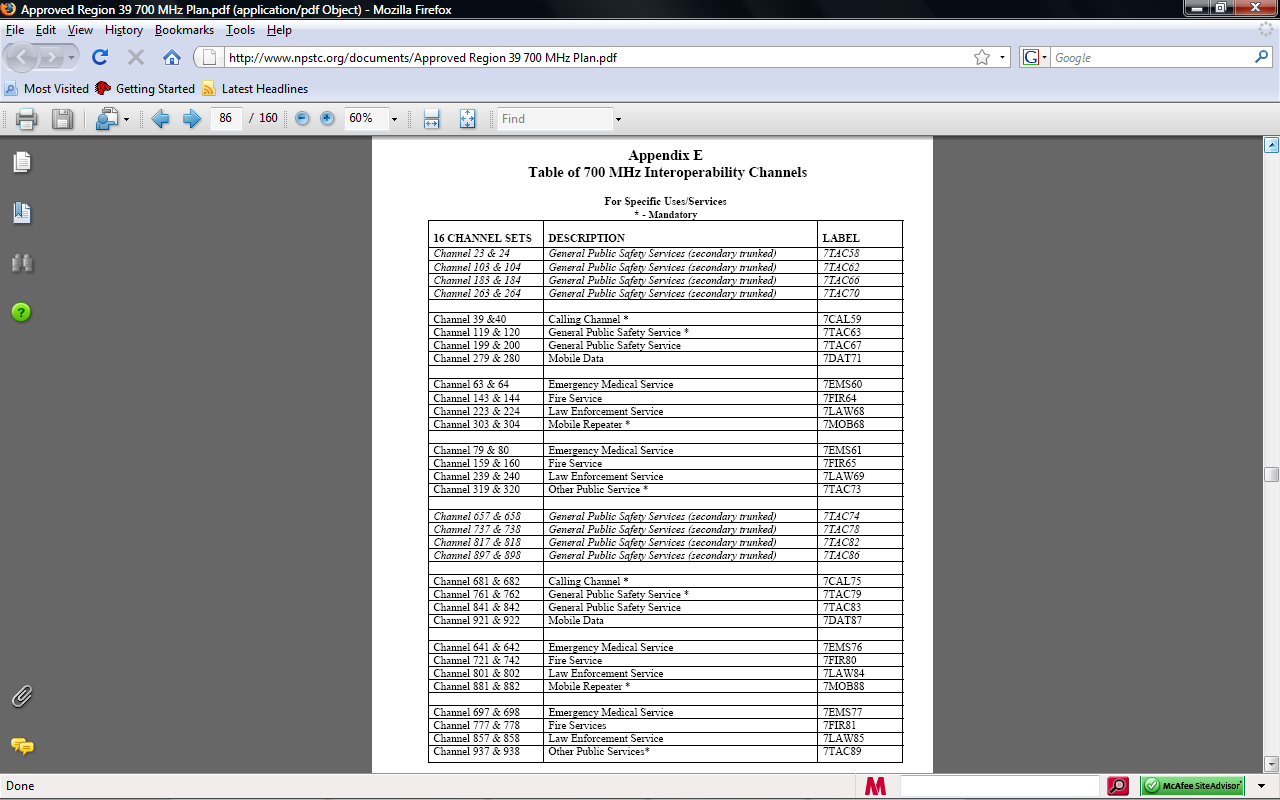 Approved Region 39 700 MHz Plan.pdf (application/pdf Object) - Mozilla Firefox
File Edit View History Bookmarks Tools Help
http://www.npstc.org/documents/Approved Region 39 700 MHz Plan.pdf
G Google
Most Visited Getting Started Latest Headlines
86 / 160 60% Find
Appendix E
Table of 700 MHz Interoperability Channels
For Specific Uses/Services
* - Mandatory
16 CHANNEL SETS DESCRIPTION LABEL
Channel 23 & 24 General Public Safety Services (secondary trunked) 7TAC58
Channel 103 & 104 General Public Safety Services (secondary trunked) 7TAC62
Channel 183 & 184 General Public Safety Services (secondary trunked) 7TAC66
Channel 263 & 264 General Public Safety Services (secondary trunked) 7TAC70
Channel 39 &40 Calling Channel * 7CAL59
Channel 119 & 120 General Public Safety Service * 7TAC63
Channel 199 & 200 General Public Safety Service 7TAC67
Channel 279 & 280 Mobile Data 7DAT71
Channel 63 & 64 Emergency Medical Service 7EMS60
Channel 143 & 144 Fire Service 7FIR64
Channel 223 & 224 Law Enforcement Service 7LAW68
Channel 303 & 304 Mobile Repeater * 7MOB68
Channel 79 & 80 Emergency Medical Service 7EMS61
Channel 159 & 160 Fire Service 7FIR65
Channel 239 & 240 Law Enforcement Service 7LAW69
Channel 319 & 320 Other Public Service * 7TAC73
Channel 657 & 658 General Public Safety Services (secondary trunked) 7TAC74
Channel 737 & 738 General Public Safety Services (secondary trunked) 7TAC78
Channel 817 & 818 General Public Safety Services (secondary trunked) 7TAC82
Channel 897 & 898 General Public Safety Services (secondary trunked) 7TAC86
Channel 681 & 682 Calling Channel * 7CAL75
Channel 761 & 762 General Public Safety Service * 7TAC79
Channel 841 & 842 General Public Safety Service 7TAC83
Channel 921 & 922 Mobile Data 7DAT87
Channel 641 & 642 Emergency Medical Service 7EMS76
Channel 721 & 742 Fire Service 7FIR80
Channel 801 & 802 Law Enforcement Service 7LAW84
Channel 881 & 882 Mobile Repeater * 7MOB88
Channel 697 & 698 Emergency Medical Service 7EMS77
Channel 777 & 778 Fire Services 7FIR81
Channel 857 & 858 Law Enforcement Service 7LAW85
Channel 937 & 938 Other Public Services* 7TAC89
Done M McAfee SiteAdvisor